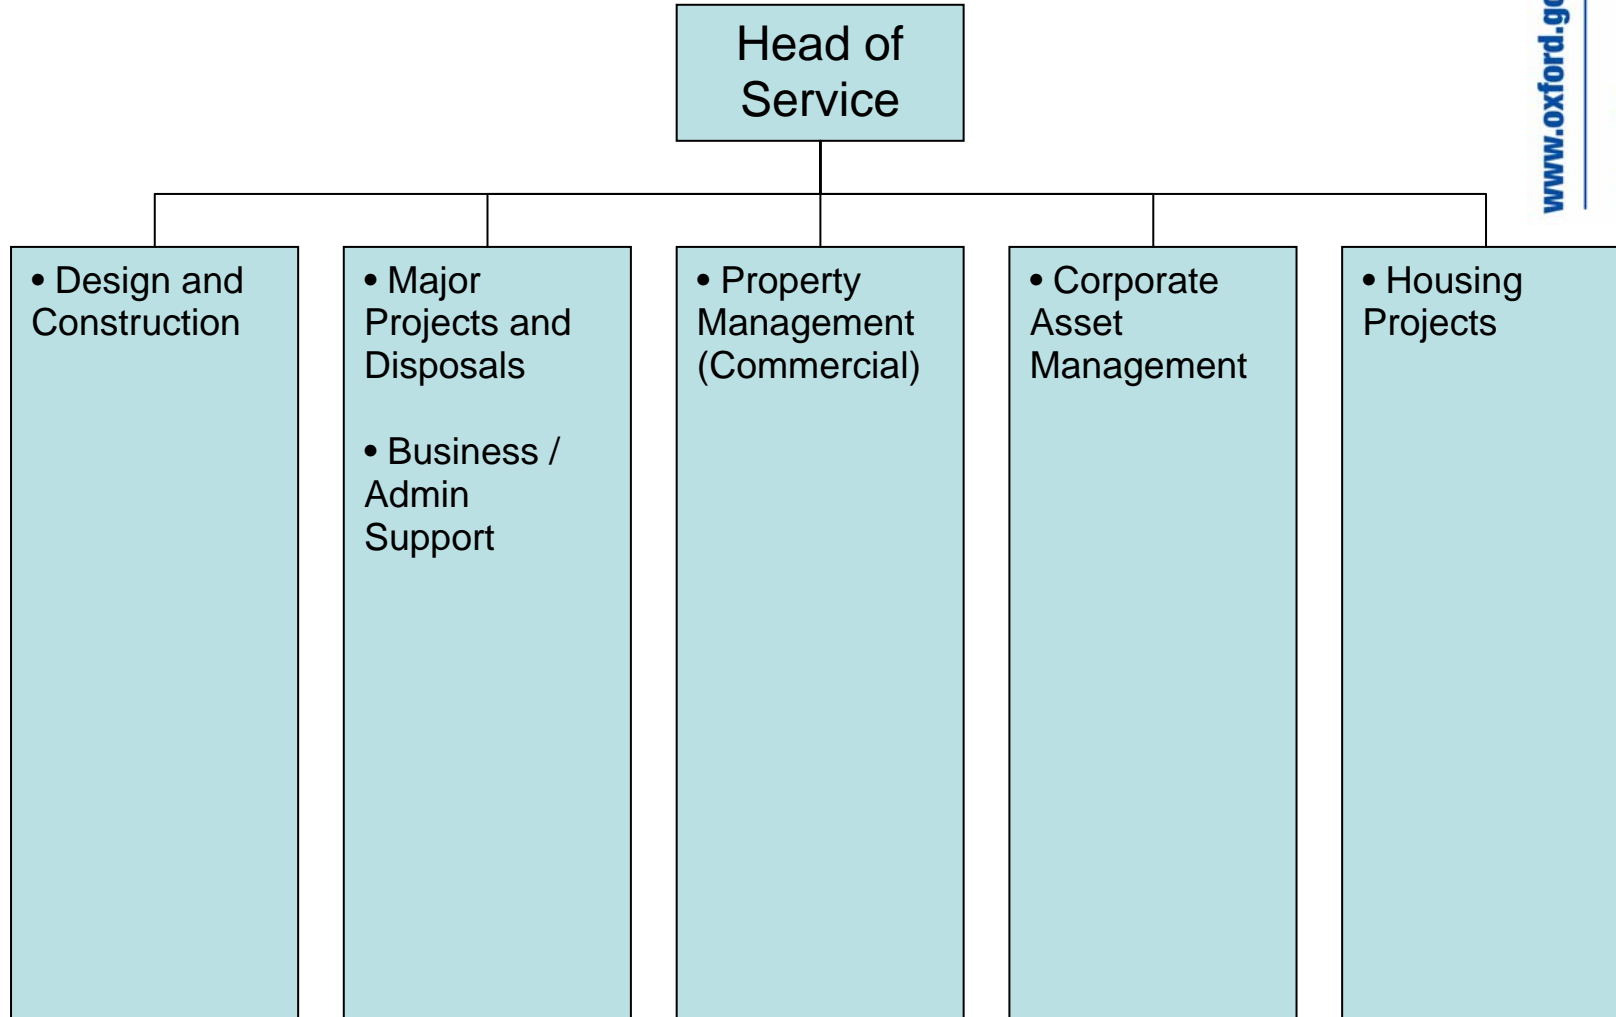 Head of
Service
www.oxford.go
• Design and
Construction
• Major
Projects and
Disposals
• Business /
Admin
Support
• Property
Management
(Commercial)
• Corporate
Asset
Management
• Housing
Projects